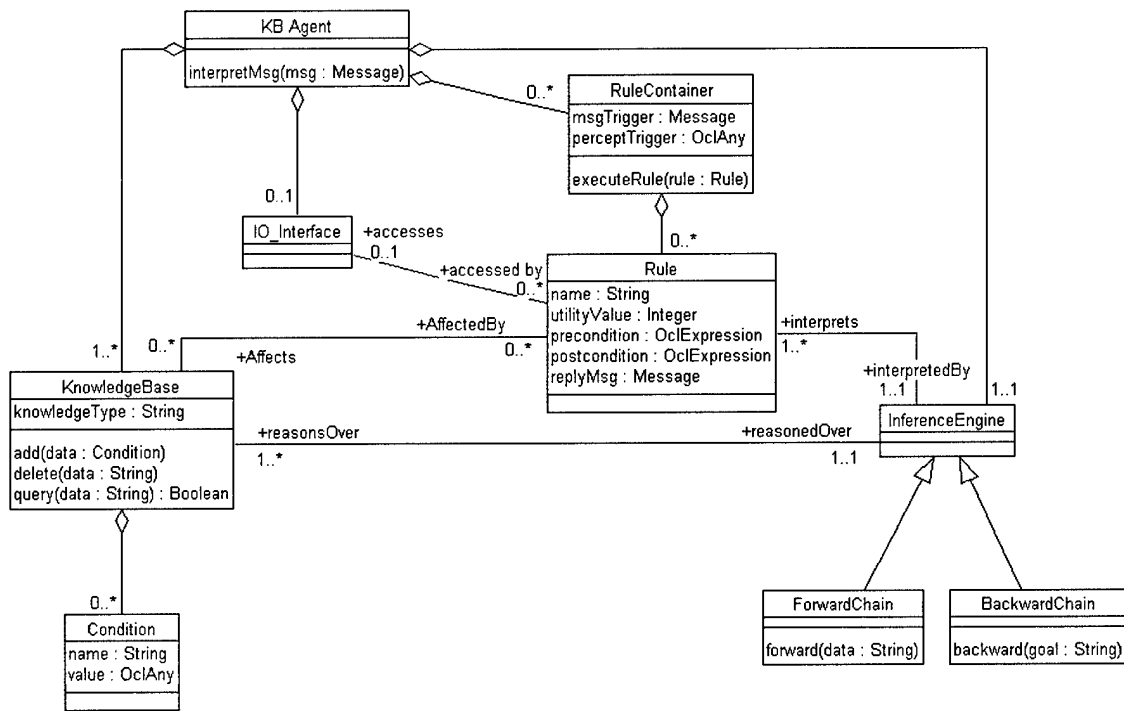 KB Agent
interpretMsg(msg : Message)
0..*
RuleContainer
msgTrigger : Message
perceptTrigger : OclAny
executeRule(rule : Rule)
0..1
IO_Interface
+accesses
0..1
0..*
+accessed by
0..*
Rule
name : String
utilityValue : Integer
precondition : OclExpression
postcondition : OclExpression
replyMsg : Message
+AffectedBy
0..*
+interprets
1..*
+interpretedBy
1..1
1..1
1..*
0..*
+Affects
KnowledgeBase
knowledgeType : String
add(data : Condition)
delete(data : String)
query(data : String) : Boolean
+reasonsOver
1..*
+reasonedOver
1..1
InferenceEngine
0..*
Condition
name : String
value : OclAny
ForwardChain
forward(data : String)
BackwardChain
backward(goal : String)